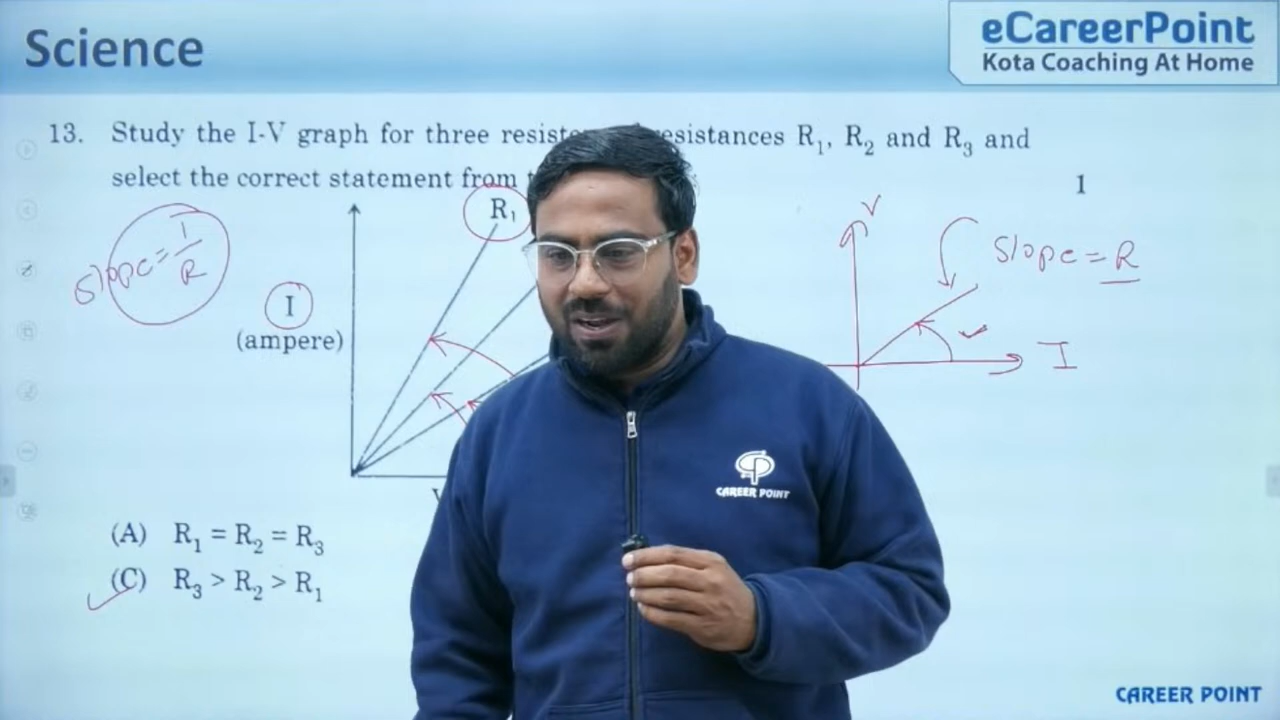 Science
eCareerPoint
Kota Coaching At Home
13. Study the I-V graph for three resistances R₁, R₂ and R₃ and
select the correct statement from
1
R₁
slope = 1/R
I
(ampere)
V
slope = R
I
(A) R₁ = R₂ = R₃
(C) R₃ > R₂ > R₁
CP
CAREER POINT
CAREER POINT